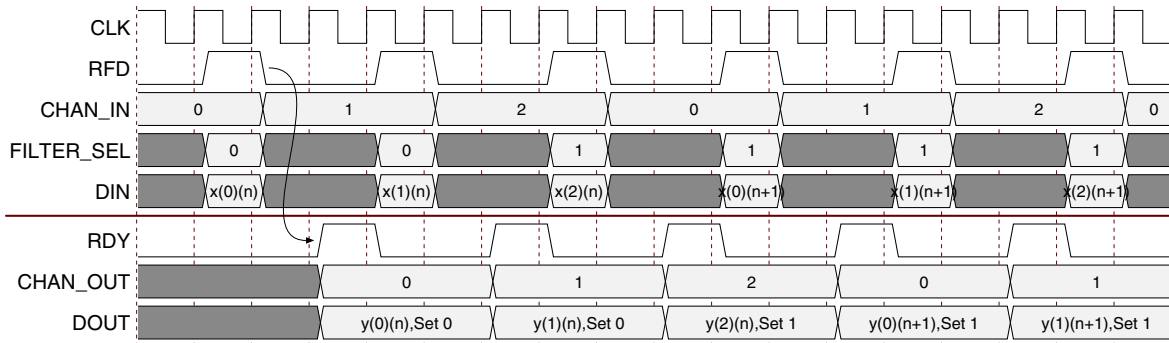 CLK
RFD
CHAN_IN 0 1 2 0 1 2 0
FILTER_SEL 0 0 1 1 1 1
DIN x(0)(n) x(1)(n) x(2)(n) x(0)(n+1) x(1)(n+1) x(2)(n+1)
RDY
CHAN_OUT 0 1 2 0 1
DOUT y(0)(n),Set 0 y(1)(n),Set 0 y(2)(n),Set 1 y(0)(n+1),Set 1 y(1)(n+1),Set 1